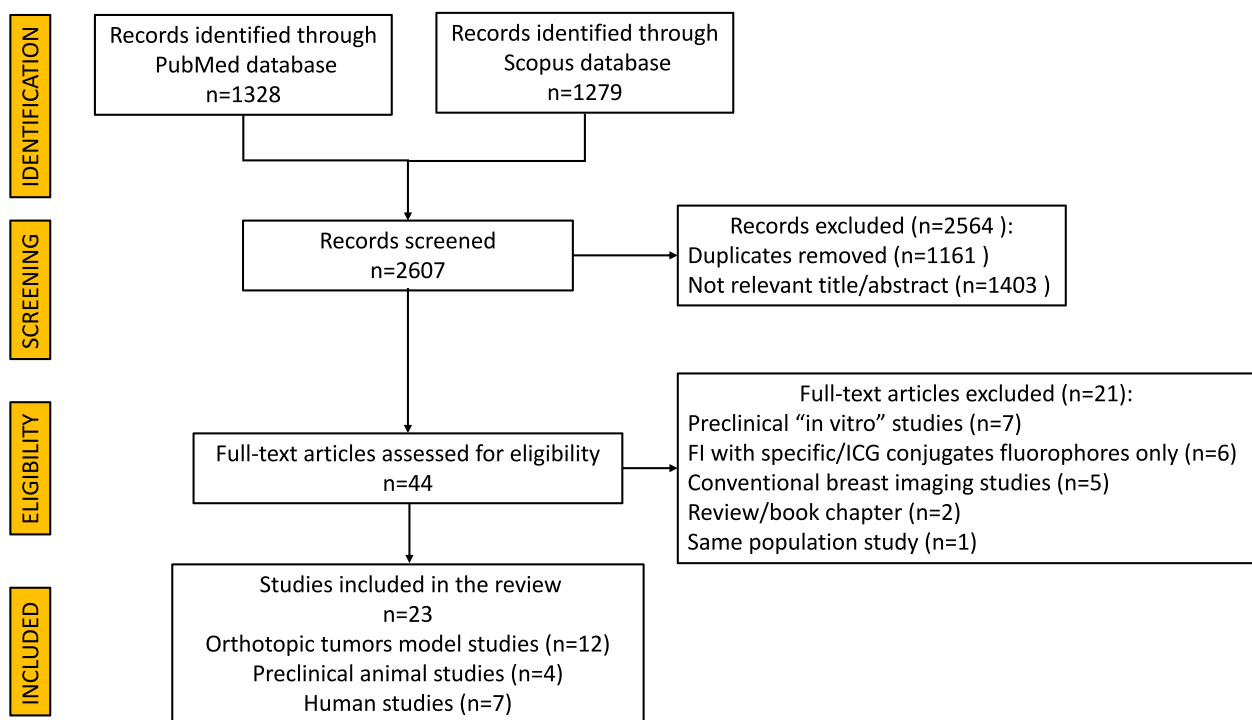 IDENTIFICATION
Records identified through
PubMed database
n=1328
Records identified through
Scopus database
n=1279
SCREENING
Records screened
n=2607
Records excluded (n=2564 ):
Duplicates removed (n=1161 )
Not relevant title/abstract (n=1403 )
ELIGIBILITY
Full-text articles assessed for eligibility
n=44
Full-text articles excluded (n=21):
Preclinical “in vitro” studies (n=7)
FI with specific/ICG conjugates fluorophores only (n=6)
Conventional breast imaging studies (n=5)
Review/book chapter (n=2)
Same population study (n=1)
INCLUDED
Studies included in the review
n=23
Orthotopic tumors model studies (n=12)
Preclinical animal studies (n=4)
Human studies (n=7)